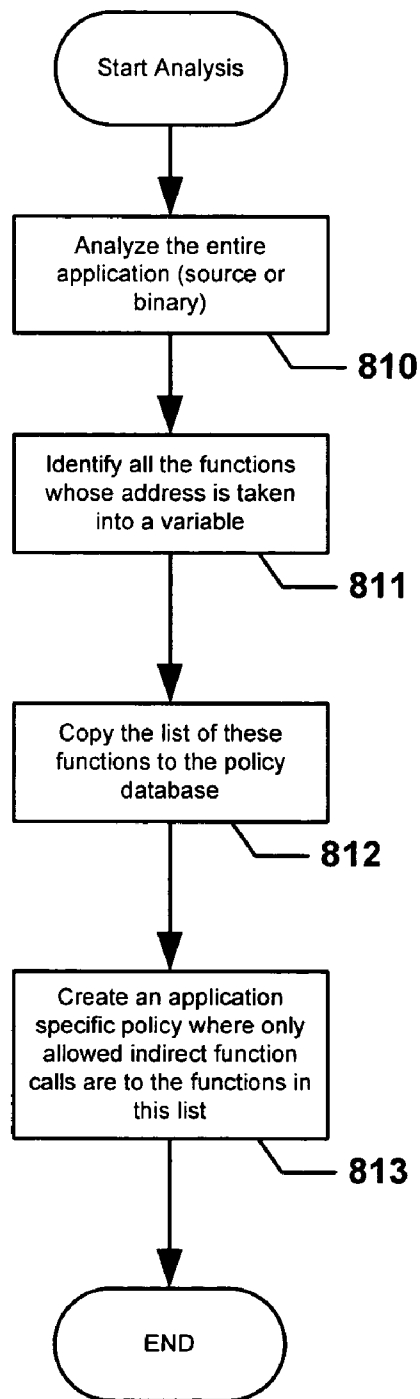 Start Analysis
Analyze the entire
application (source or
binary)
810
Identify all the functions
whose address is taken
into a variable
811
Copy the list of these
functions to the policy
database
812
Create an application
specific policy where only
allowed indirect function
calls are to the functions in
this list
813
END